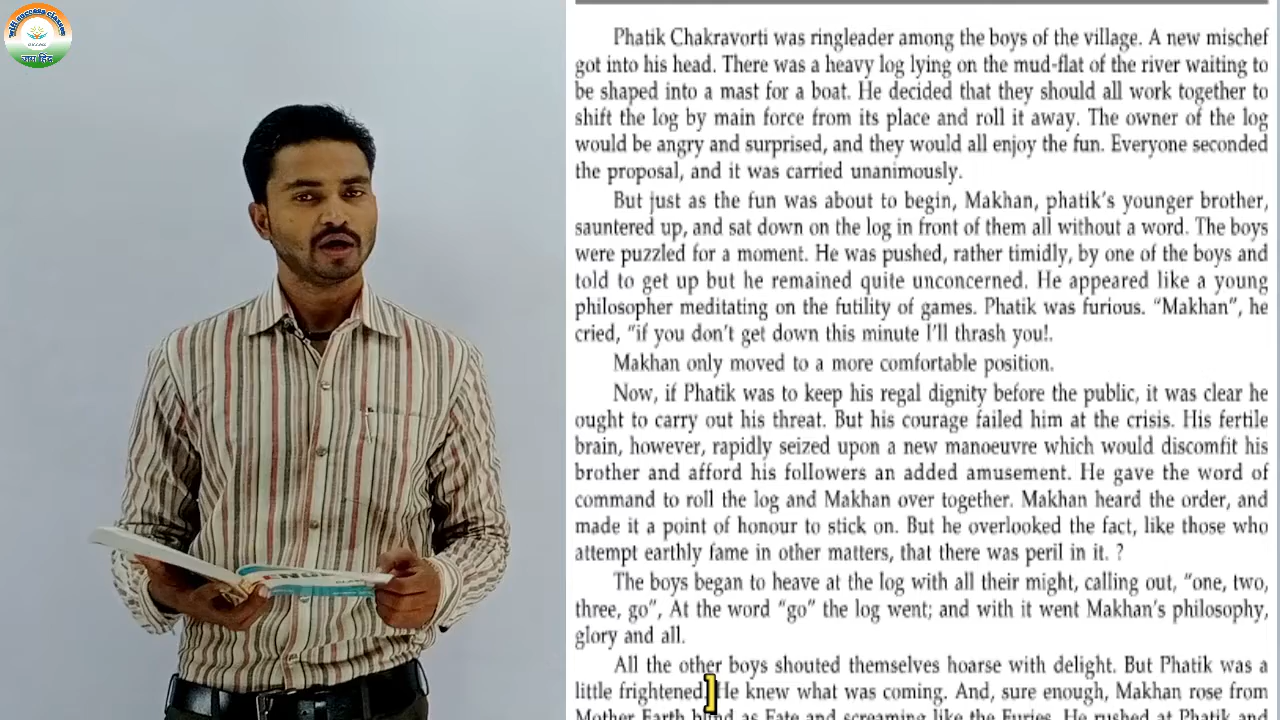 success
जय हिंद
Phatik Chakravorti was ringleader among the boys of the village. A new mischef
got into his head. There was a heavy log lying on the mud-flat of the river waiting to
be shaped into a mast for a boat. He decided that they should all work together to
shift the log by main force from its place and roll it away. The owner of the log
would be angry and surprised, and they would all enjoy the fun. Everyone seconded
the proposal, and it was carried unanimously.
But just as the fun was about to begin, Makhan, phatik's younger brother,
sauntered up, and sat down on the log in front of them all without a word. The boys
were puzzled for a moment. He was pushed, rather timidly, by one of the boys and
told to get up but he remained quite unconcerned. He appeared like a young
philosopher meditating on the futility of games. Phatik was furious. “Makhan”, he
cried, “if you don't get down this minute I'll thrash you!.
Makhan only moved to a more comfortable position.
Now, if Phatik was to keep his regal dignity before the public, it was clear he
ought to carry out his threat. But his courage failed him at the crisis. His fertile
brain, however, rapidly seized upon a new manoeuvre which would discomfit his
brother and afford his followers an added amusement. He gave the word of
command to roll the log and Makhan over together. Makhan heard the order, and
made it a point of honour to stick on. But he overlooked the fact, like those who
attempt earthly fame in other matters, that there was peril in it. ?
The boys began to heave at the log with all their might, calling out, “one, two,
three, go”, At the word “go” the log went; and with it went Makhan's philosophy,
glory and all.
All the other boys shouted themselves hoarse with delight. But Phatik was a
little frightened.] He knew what was coming. And, sure enough, Makhan rose from
Mother Earth blind as Fate and screaming like the Furies. He rushed at Phatik and